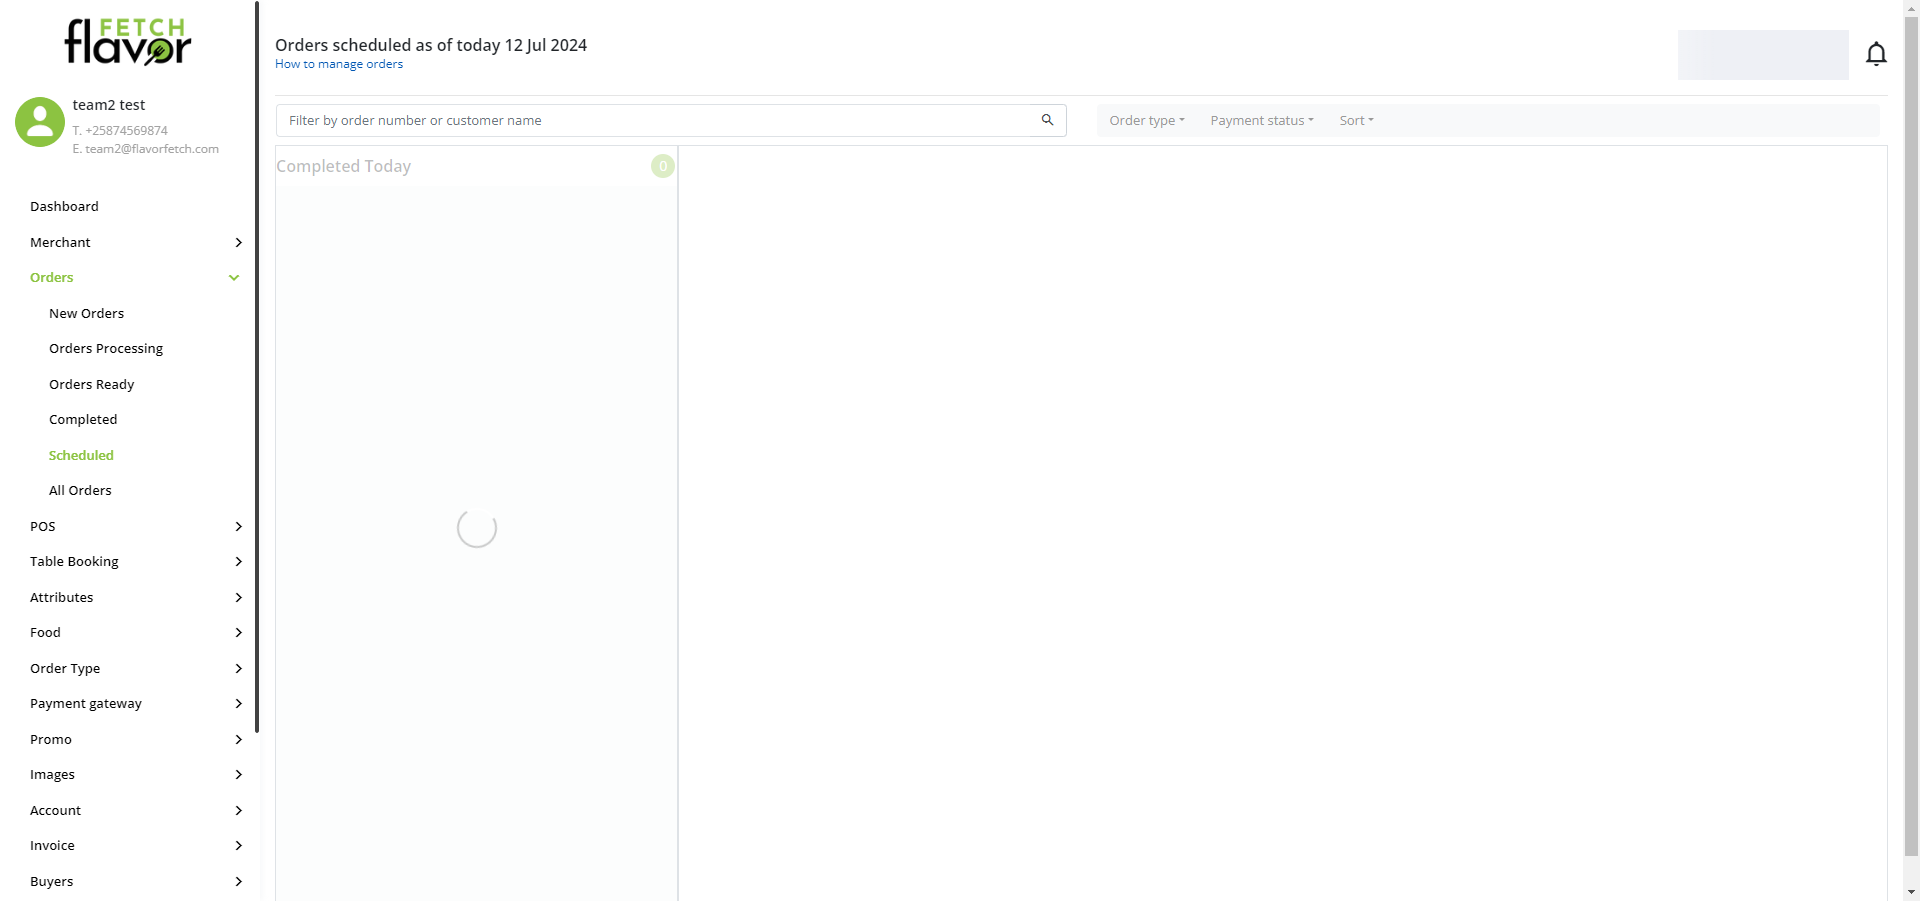 FETCH
flavor
team2 test
T. +25874569874
E. team2@flavorfetch.com
Dashboard
Merchant
Orders
New Orders
Orders Processing
Orders Ready
Completed
Scheduled
All Orders
POS
Table Booking
Attributes
Food
Order Type
Payment gateway
Promo
Images
Account
Invoice
Buyers
Orders scheduled as of today 12 Jul 2024
How to manage orders
Filter by order number or customer name
Order type
Payment status
Sort
Completed Today
0